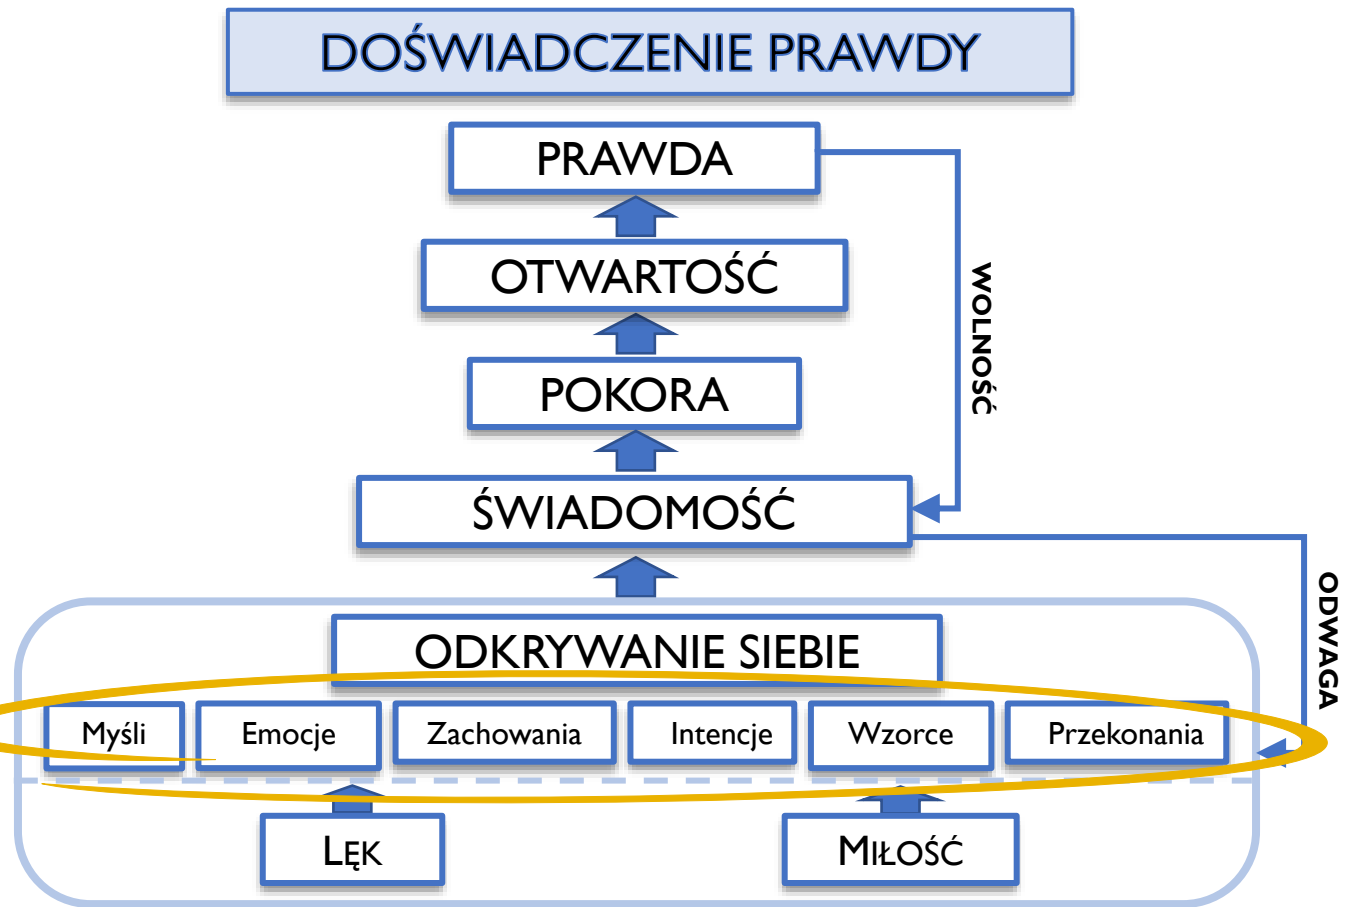 DOŚWIADCZENIE PRAWDY
PRAWDA
OTWARTOŚĆ
WOLNOŚĆ
POKORA
ŚWIADOMOŚĆ
ODWAGA
ODKRYWANIE SIEBIE
Myśli
Emocje
Zachowania
Intencje
Wzorce
Przekonania
LĘK
MIŁOŚĆ